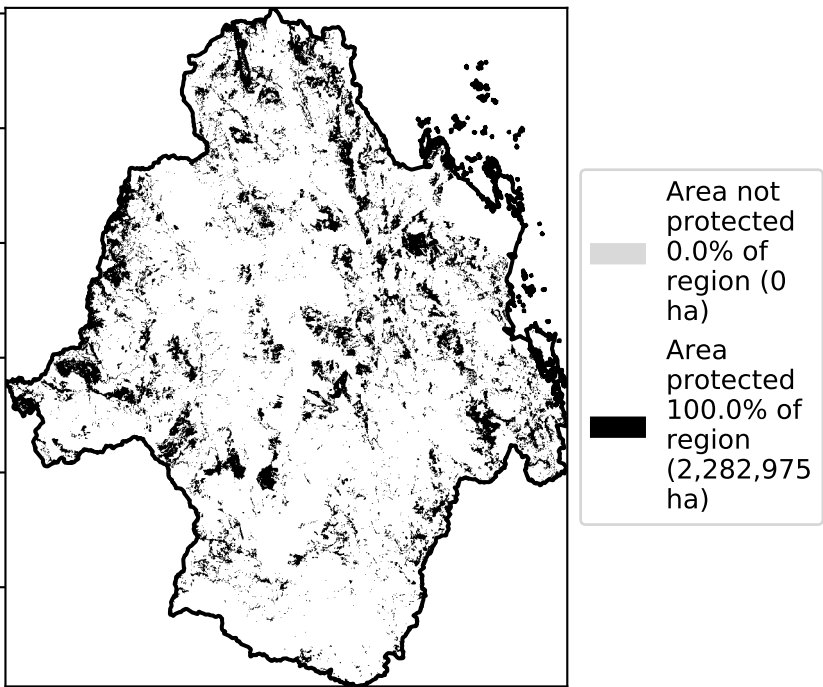 Area not
protected
0.0% of
region (0
ha)
Area
protected
100.0% of
region
(2,282,975
ha)